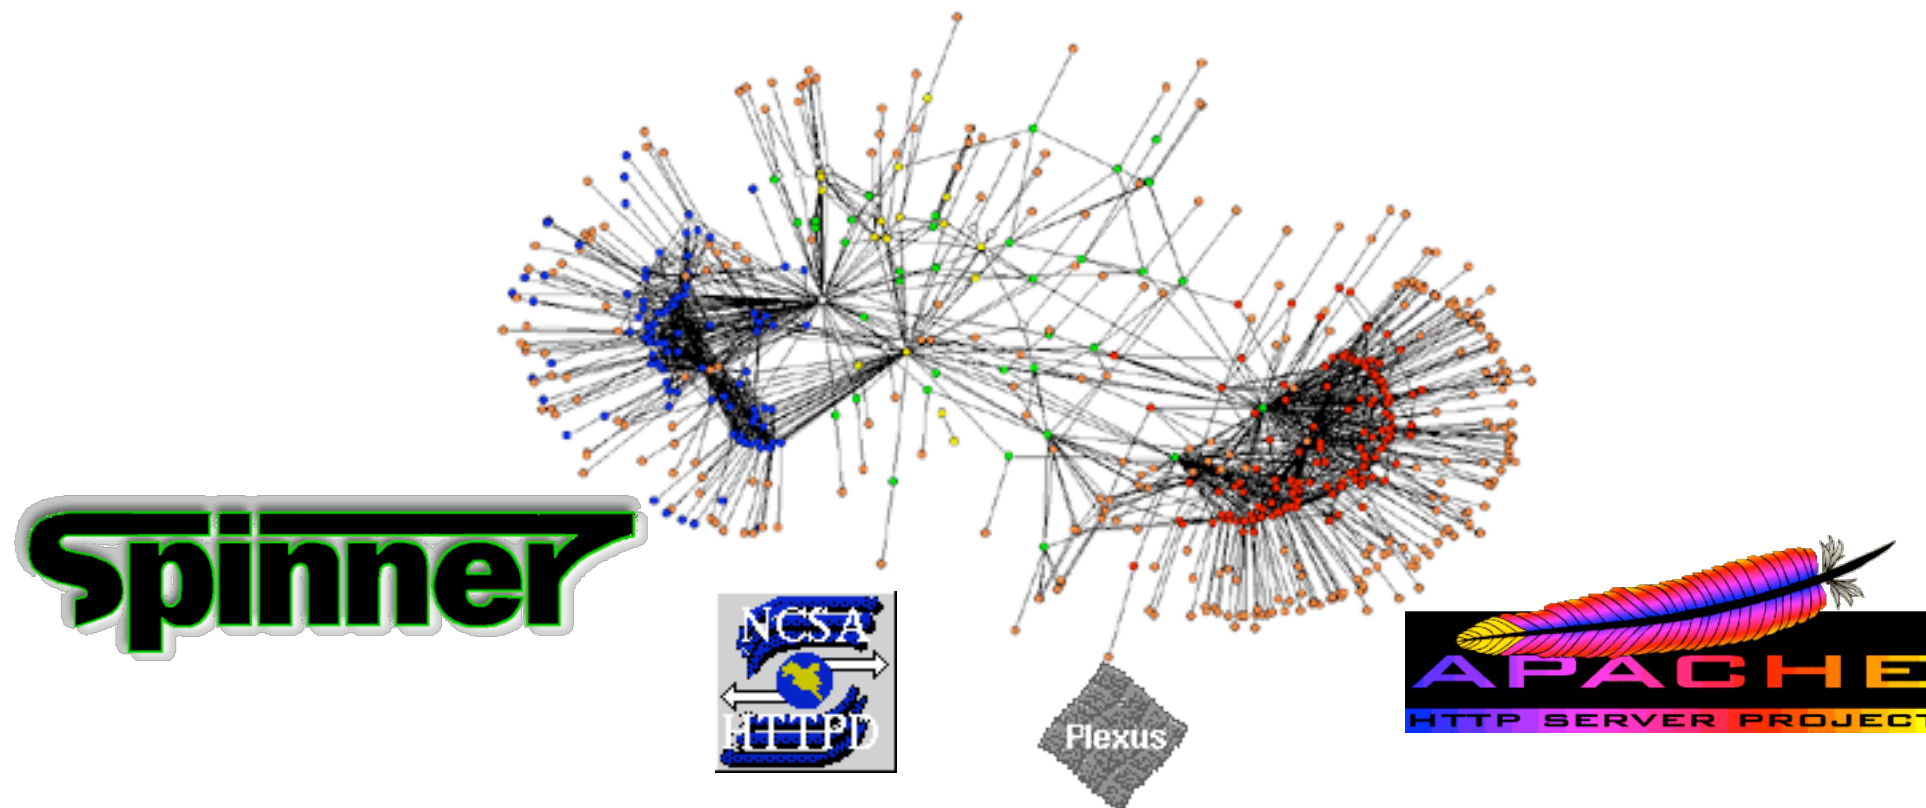 Spinner
NCSA
HTTPD
Plexus
APACHE
HTTP SERVER PROJECT